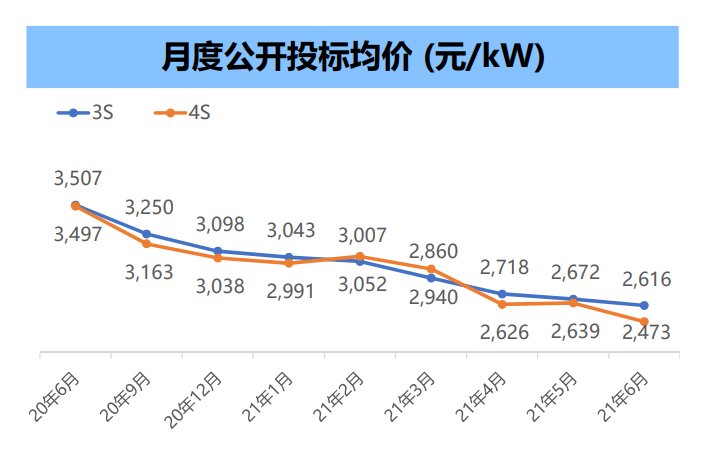 月度公开投标均价 (元/kW)
3S 4S
3,507 3,250 3,098 3,043 3,007 2,860 2,718 2,672 2,616
3,497 3,163 3,038 2,991 3,052 2,940 2,626 2,639 2,473
20年6月 20年9月 20年12月 21年1月 21年2月 21年3月 21年4月 21年5月 21年6月